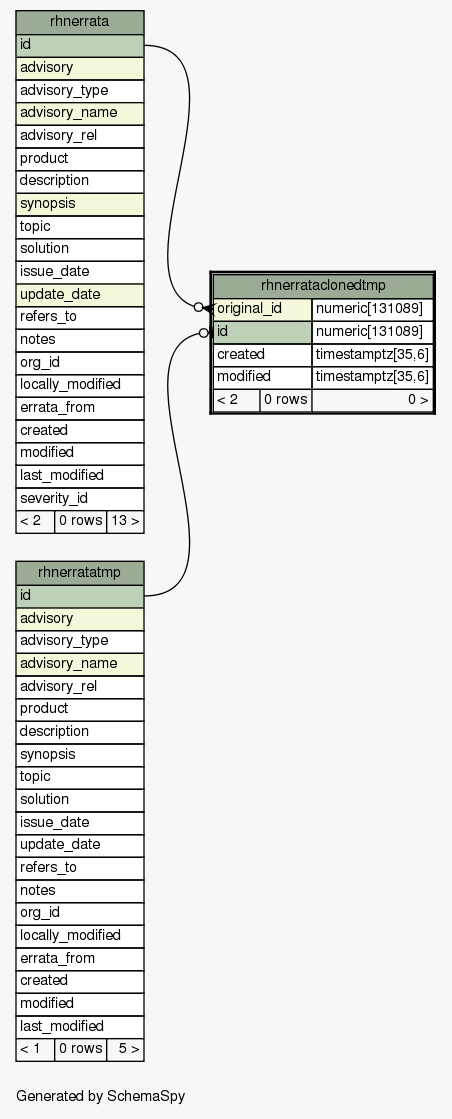 rhnerrata
id
advisory
advisory_type
advisory_name
advisory_rel
product
description
synopsis
topic
solution
issue_date
update_date
refers_to
notes
org_id
locally_modified
errata_from
created
modified
last_modified
severity_id
< 2 0 rows 13 >
rhnerrataclonedtmp
original_id numeric[131089]
id numeric[131089]
created timestamptz[35,6]
modified timestamptz[35,6]
< 2 0 rows 0 >
rhnerratatmp
id
advisory
advisory_type
advisory_name
advisory_rel
product
description
synopsis
topic
solution
issue_date
update_date
refers_to
notes
org_id
locally_modified
errata_from
created
modified
last_modified
< 1 0 rows 5 >
Generated by SchemaSpy